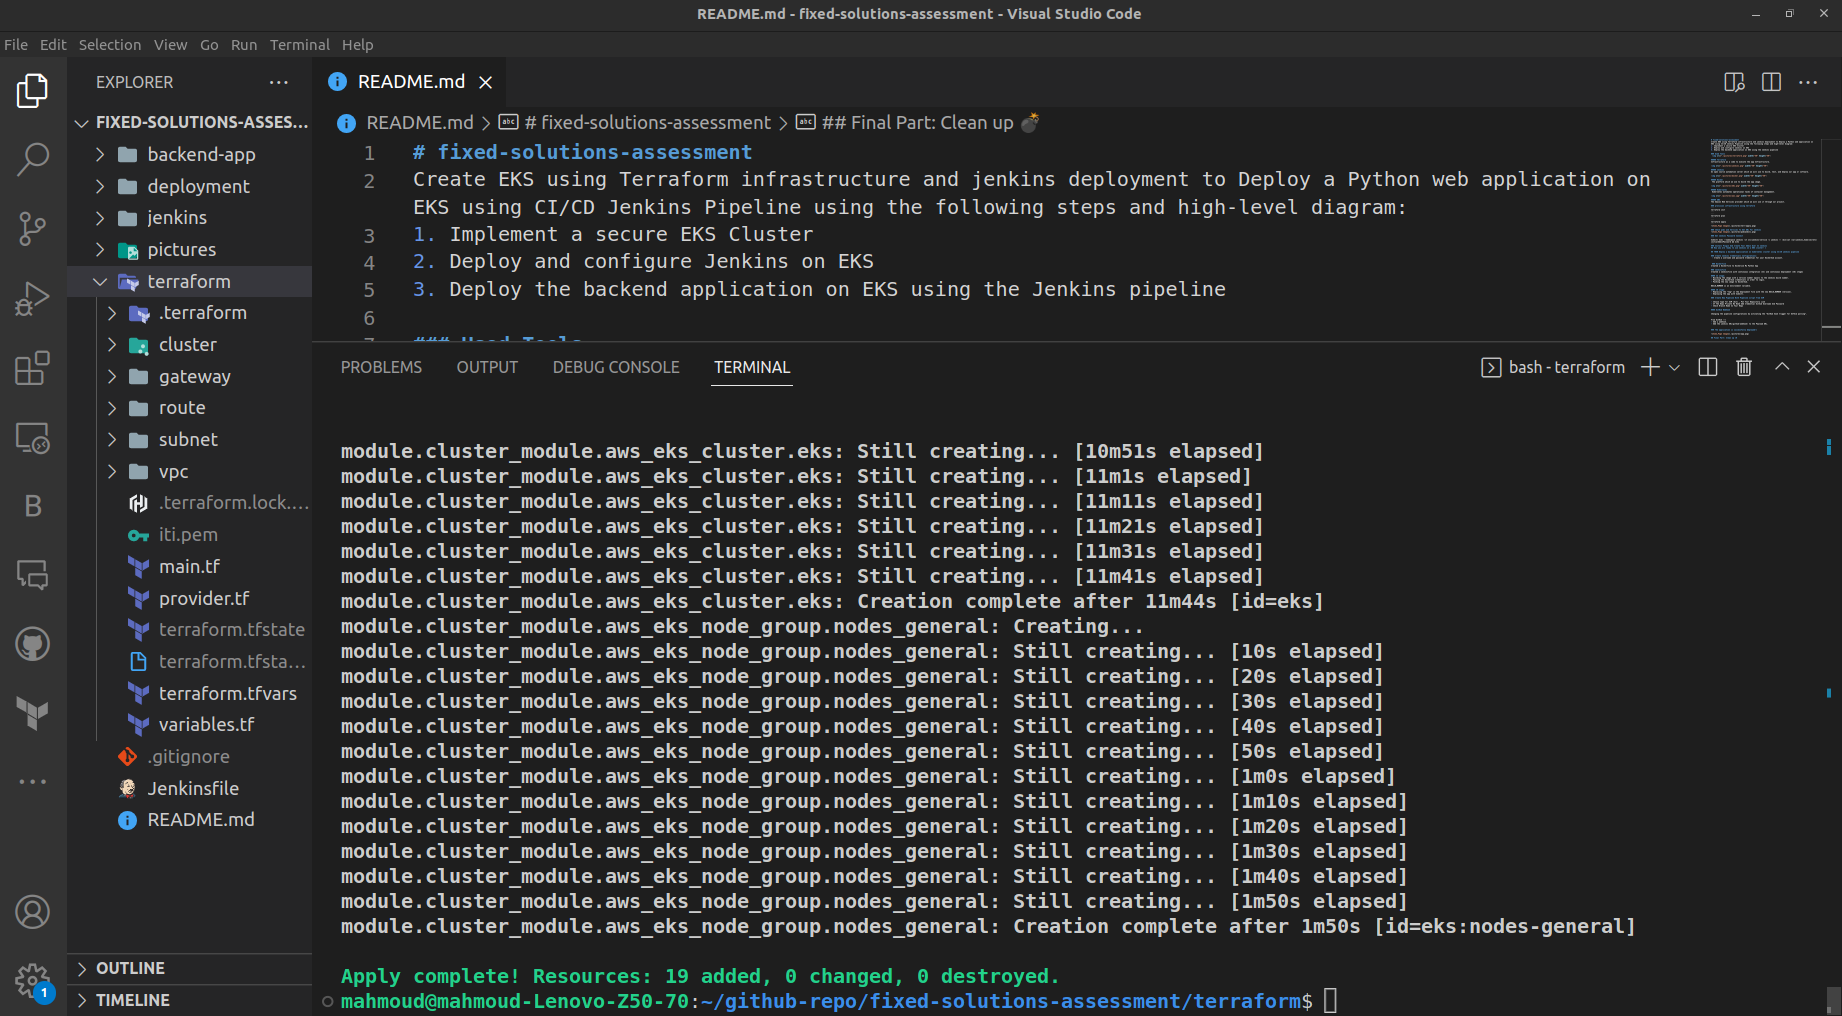 README.md - fixed-solutions-assessment - Visual Studio Code
File Edit Selection View Go Run Terminal Help
EXPLORER
FIXED-SOLUTIONS-ASSES...
backend-app
deployment
jenkins
pictures
terraform
.terraform
cluster
gateway
route
subnet
vpc
.terraform.lock....
iti.pem
main.tf
provider.tf
terraform.tfstate
terraform.tfsta...
terraform.tfvars
variables.tf
.gitignore
Jenkinsfile
README.md
OUTLINE
TIMELINE
B
1
README.md
README.md > # fixed-solutions-assessment > ## Final Part: Clean up
1 # fixed-solutions-assessment
2 Create EKS using Terraform infrastructure and jenkins deployment to Deploy a Python web application on
EKS using CI/CD Jenkins Pipeline using the following steps and high-level diagram:
3 1. Implement a secure EKS Cluster
4 2. Deploy and configure Jenkins on EKS
5 3. Deploy the backend application on EKS using the Jenkins pipeline
6
7 ### Used Tools
PROBLEMS OUTPUT DEBUG CONSOLE TERMINAL
bash - terraform
module.cluster_module.aws_eks_cluster.eks: Still creating... [10m51s elapsed]
module.cluster_module.aws_eks_cluster.eks: Still creating... [11m1s elapsed]
module.cluster_module.aws_eks_cluster.eks: Still creating... [11m11s elapsed]
module.cluster_module.aws_eks_cluster.eks: Still creating... [11m21s elapsed]
module.cluster_module.aws_eks_cluster.eks: Still creating... [11m31s elapsed]
module.cluster_module.aws_eks_cluster.eks: Still creating... [11m41s elapsed]
module.cluster_module.aws_eks_cluster.eks: Creation complete after 11m44s [id=eks]
module.cluster_module.aws_eks_node_group.nodes_general: Creating...
module.cluster_module.aws_eks_node_group.nodes_general: Still creating... [10s elapsed]
module.cluster_module.aws_eks_node_group.nodes_general: Still creating... [20s elapsed]
module.cluster_module.aws_eks_node_group.nodes_general: Still creating... [30s elapsed]
module.cluster_module.aws_eks_node_group.nodes_general: Still creating... [40s elapsed]
module.cluster_module.aws_eks_node_group.nodes_general: Still creating... [50s elapsed]
module.cluster_module.aws_eks_node_group.nodes_general: Still creating... [1m0s elapsed]
module.cluster_module.aws_eks_node_group.nodes_general: Still creating... [1m10s elapsed]
module.cluster_module.aws_eks_node_group.nodes_general: Still creating... [1m20s elapsed]
module.cluster_module.aws_eks_node_group.nodes_general: Still creating... [1m30s elapsed]
module.cluster_module.aws_eks_node_group.nodes_general: Still creating... [1m40s elapsed]
module.cluster_module.aws_eks_node_group.nodes_general: Still creating... [1m50s elapsed]
module.cluster_module.aws_eks_node_group.nodes_general: Creation complete after 1m50s [id=eks:nodes-general]
Apply complete! Resources: 19 added, 0 changed, 0 destroyed.
mahmoud@mahmoud-Lenovo-Z50-70:~/github-repo/fixed-solutions-assessment/terraform$